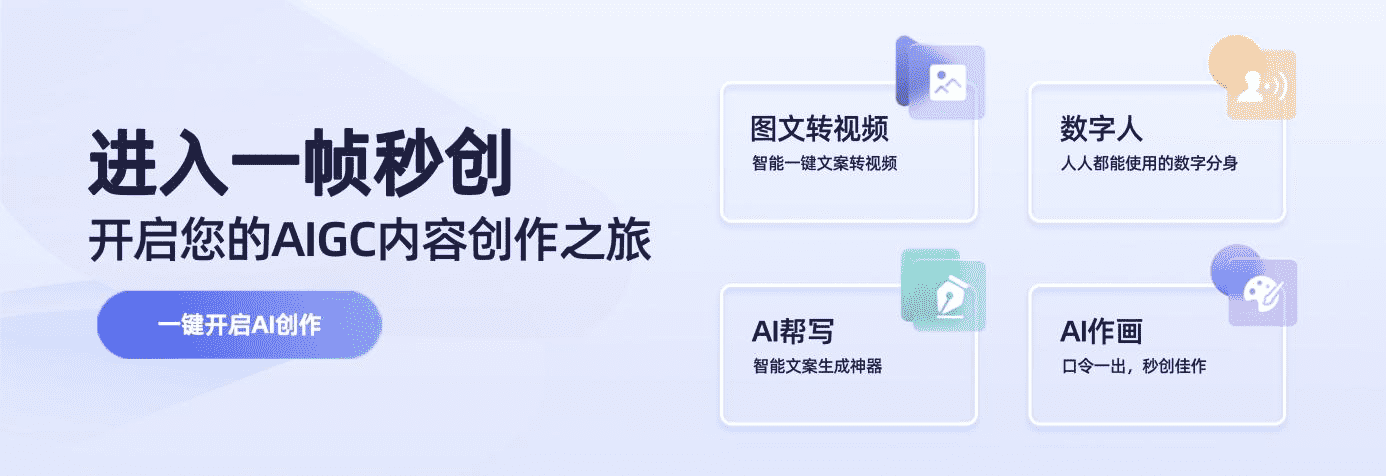 进入一帧秒创
开启您的AIGC内容创作之旅
一键开启AI创作
图文转视频
智能一键文案转视频
数字人
人人都能使用的数字分身
AI帮写
智能文案生成神器
AI作画
口令一出，秒创佳作